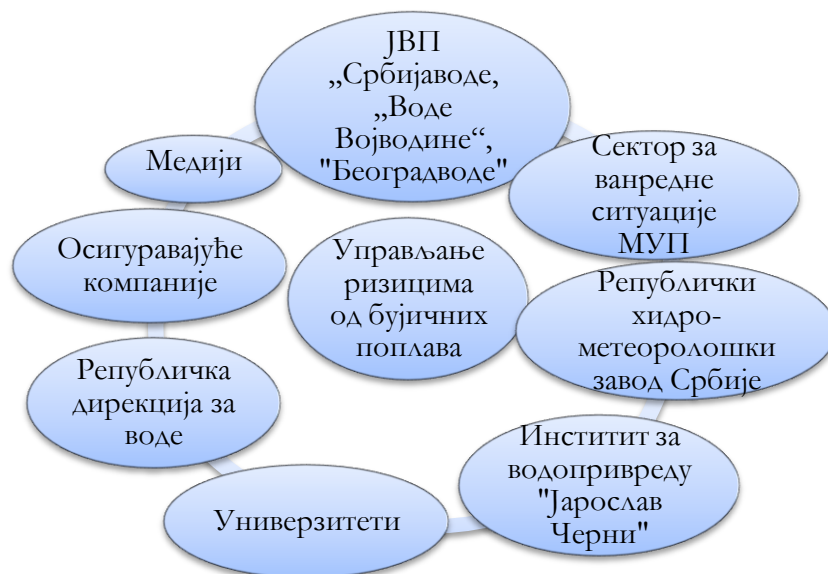 ЈВП
„Србијаводе,
„Воде
Војводине“,
"Београдводе"
Сектор за
ванредне
ситуације
МУП
Републички
хидро-
метеоролошки
завод Србије
Институт за
водопривреду
"Јарослав
Черни"
Универзитети
Републичка
дирекција за
воде
Осигуравајуће
компаније
Медији
Управљање
ризицима
од бујичних
поплава